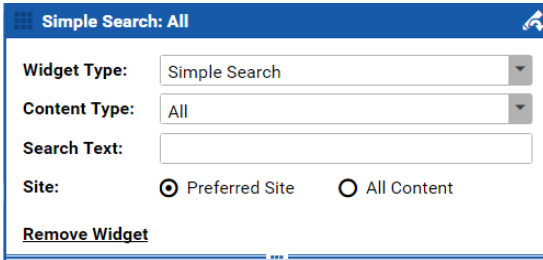 Simple Search: All
Widget Type: Simple Search
Content Type: All
Search Text:
Site: Preferred Site All Content
Remove Widget